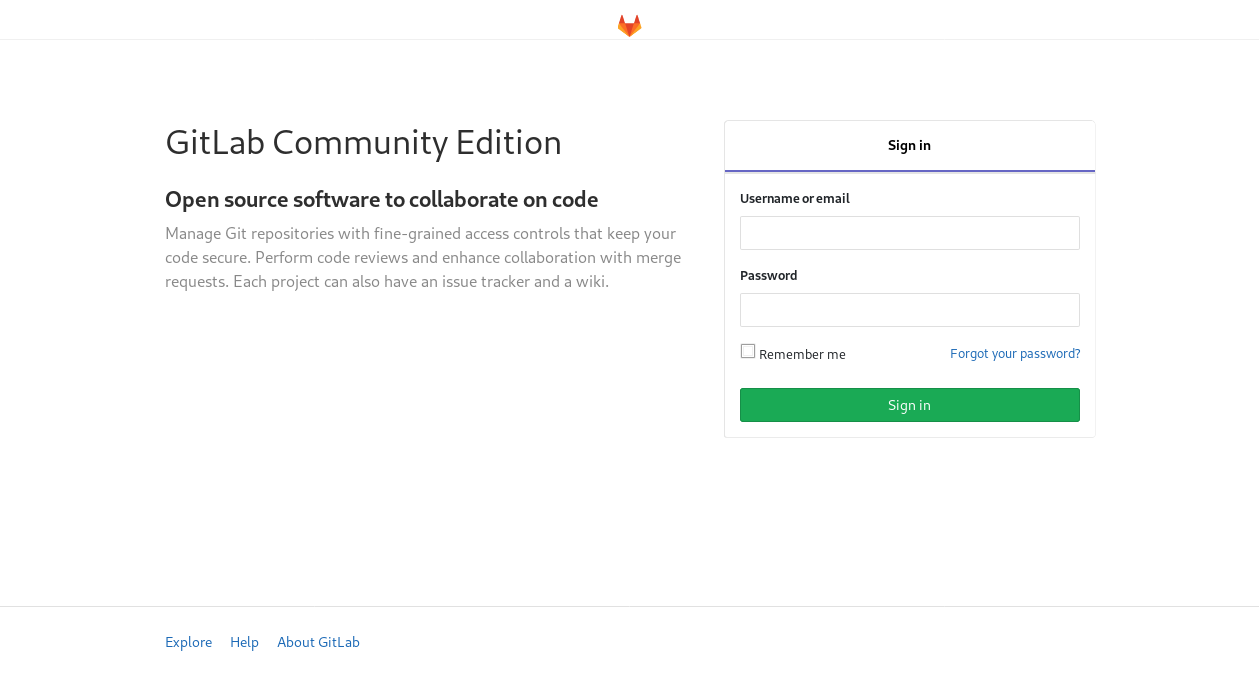 GitLab Community Edition
Open source software to collaborate on code
Manage Git repositories with fine-grained access controls that keep your
code secure. Perform code reviews and enhance collaboration with merge
requests. Each project can also have an issue tracker and a wiki.
Sign in
Username or email
Password
Remember me
Forgot your password?
Sign in
Explore Help About GitLab